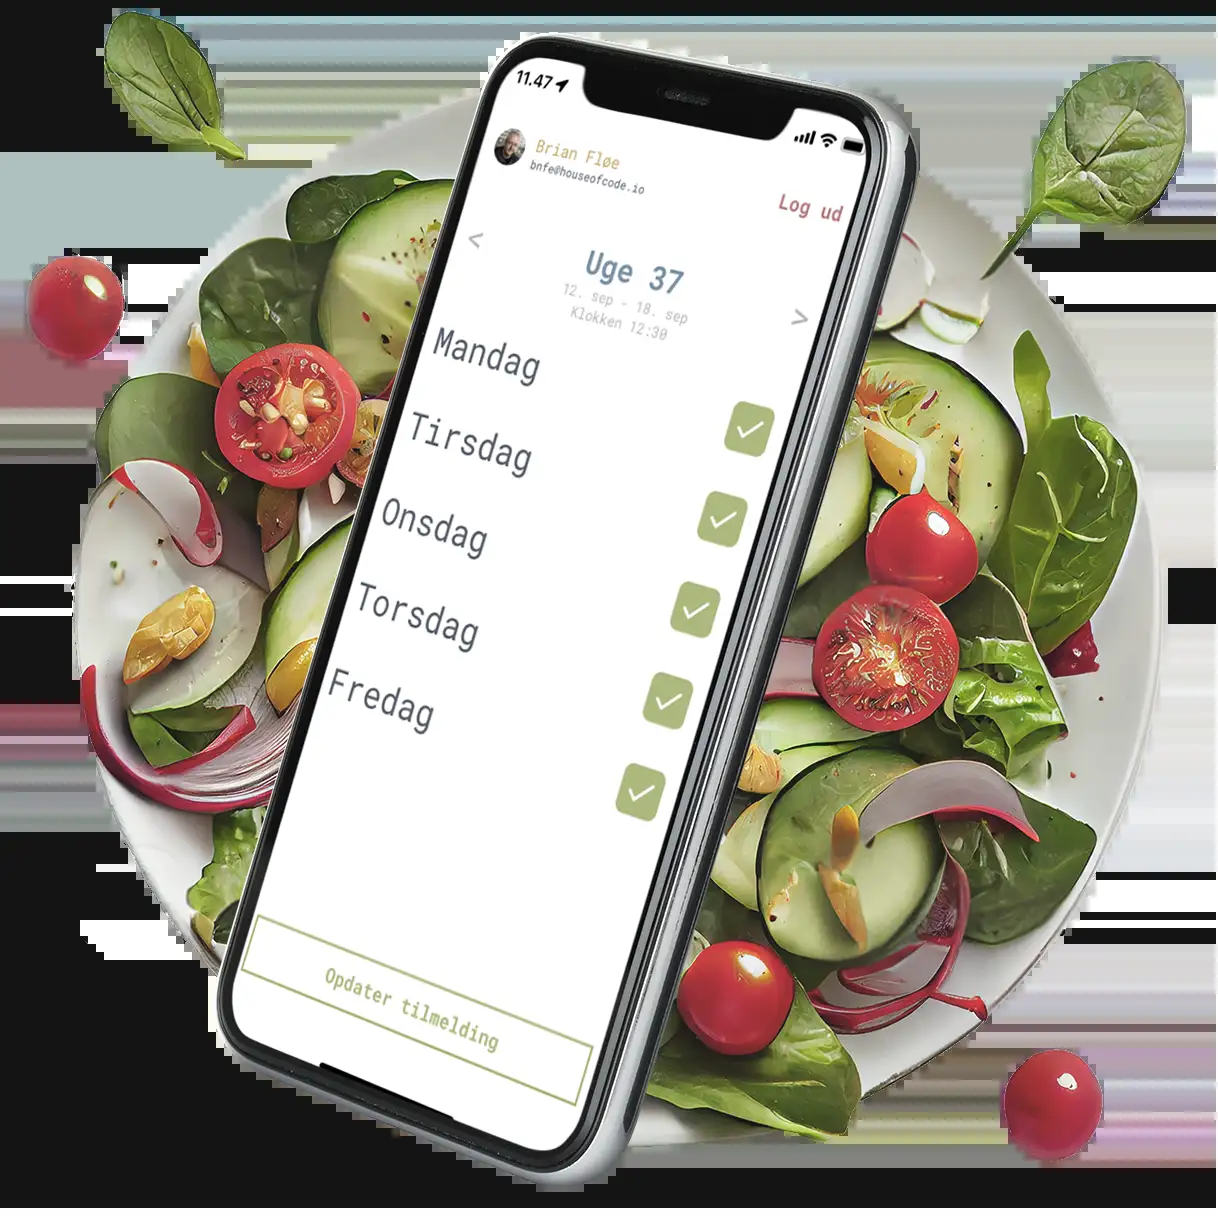 11.47
Brian Fløe
bnfe@houseofcode.io
Log ud
<
Uge 37
12. sep - 18. sep
Klokken 12:30
>
Mandag
Tirsdag
Onsdag
Torsdag
Fredag
Opdater tilmelding